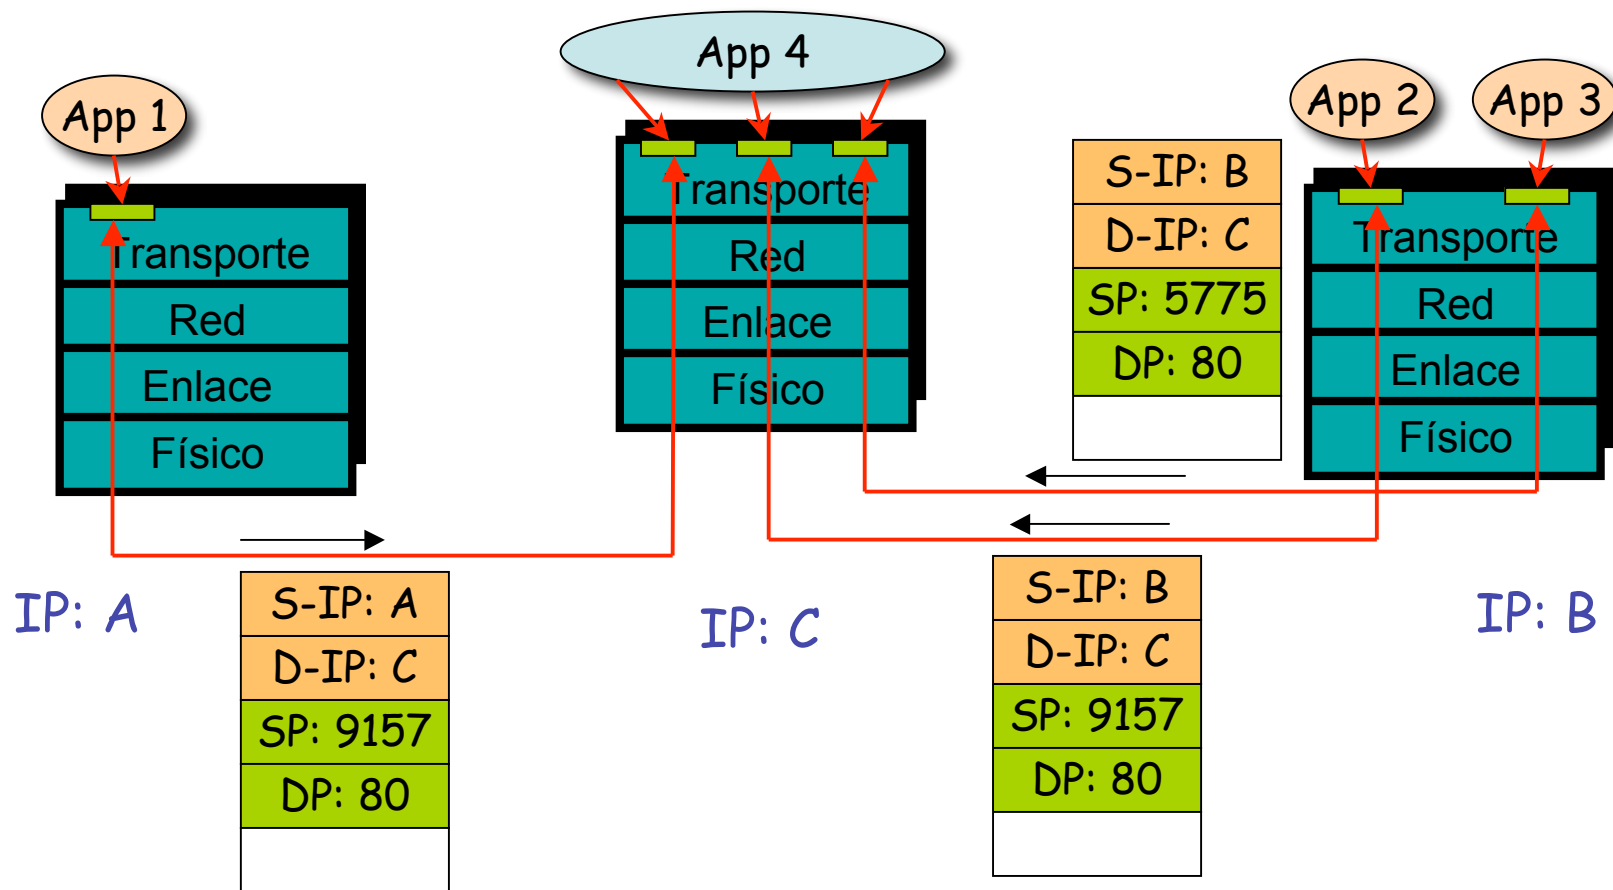 App 1
Transporte
Red
Enlace
Físico
IP: A
S-IP: A
D-IP: C
SP: 9157
DP: 80
App 4
Transporte
Red
Enlace
Físico
IP: C
S-IP: B
D-IP: C
SP: 5775
DP: 80
S-IP: B
D-IP: C
SP: 9157
DP: 80
App 2
App 3
Transporte
Red
Enlace
Físico
IP: B